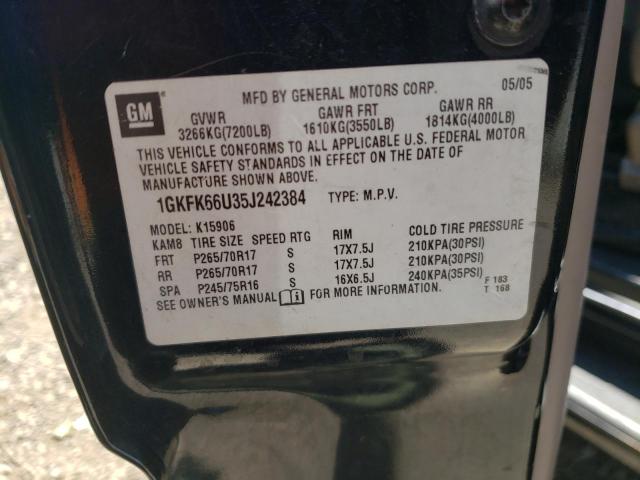 MFD BY GENERAL MOTORS CORP. 05/05
GM
GVWR GAWR FRT GAWR RR
3266KG(7200LB) 1610KG(3550LB) 1814KG(4000LB)
THIS VEHICLE CONFORMS TO ALL APPLICABLE U.S. FEDERAL MOTOR
VEHICLE SAFETY STANDARDS IN EFFECT ON THE DATE OF
MANUFACTURE SHOWN ABOVE.
1GKFK66U35J242384 TYPE: M.P.V.
MODEL: K15906
KAM8 TIRE SIZE SPEED RTG RIM COLD TIRE PRESSURE
FRT P265/70R17 S 17X7.5J 210KPA(30PSI)
RR P265/70R17 S 17X7.5J 210KPA(30PSI)
SPA P245/75R16 S 16X6.5J 240KPA(35PSI)
SEE OWNER'S MANUAL FOR MORE INFORMATION.
F 183
T 168